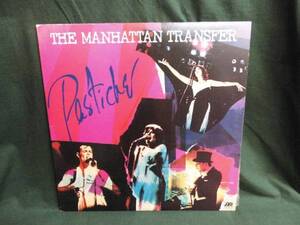 THE MANHATTAN TRANSFER
Pastiche